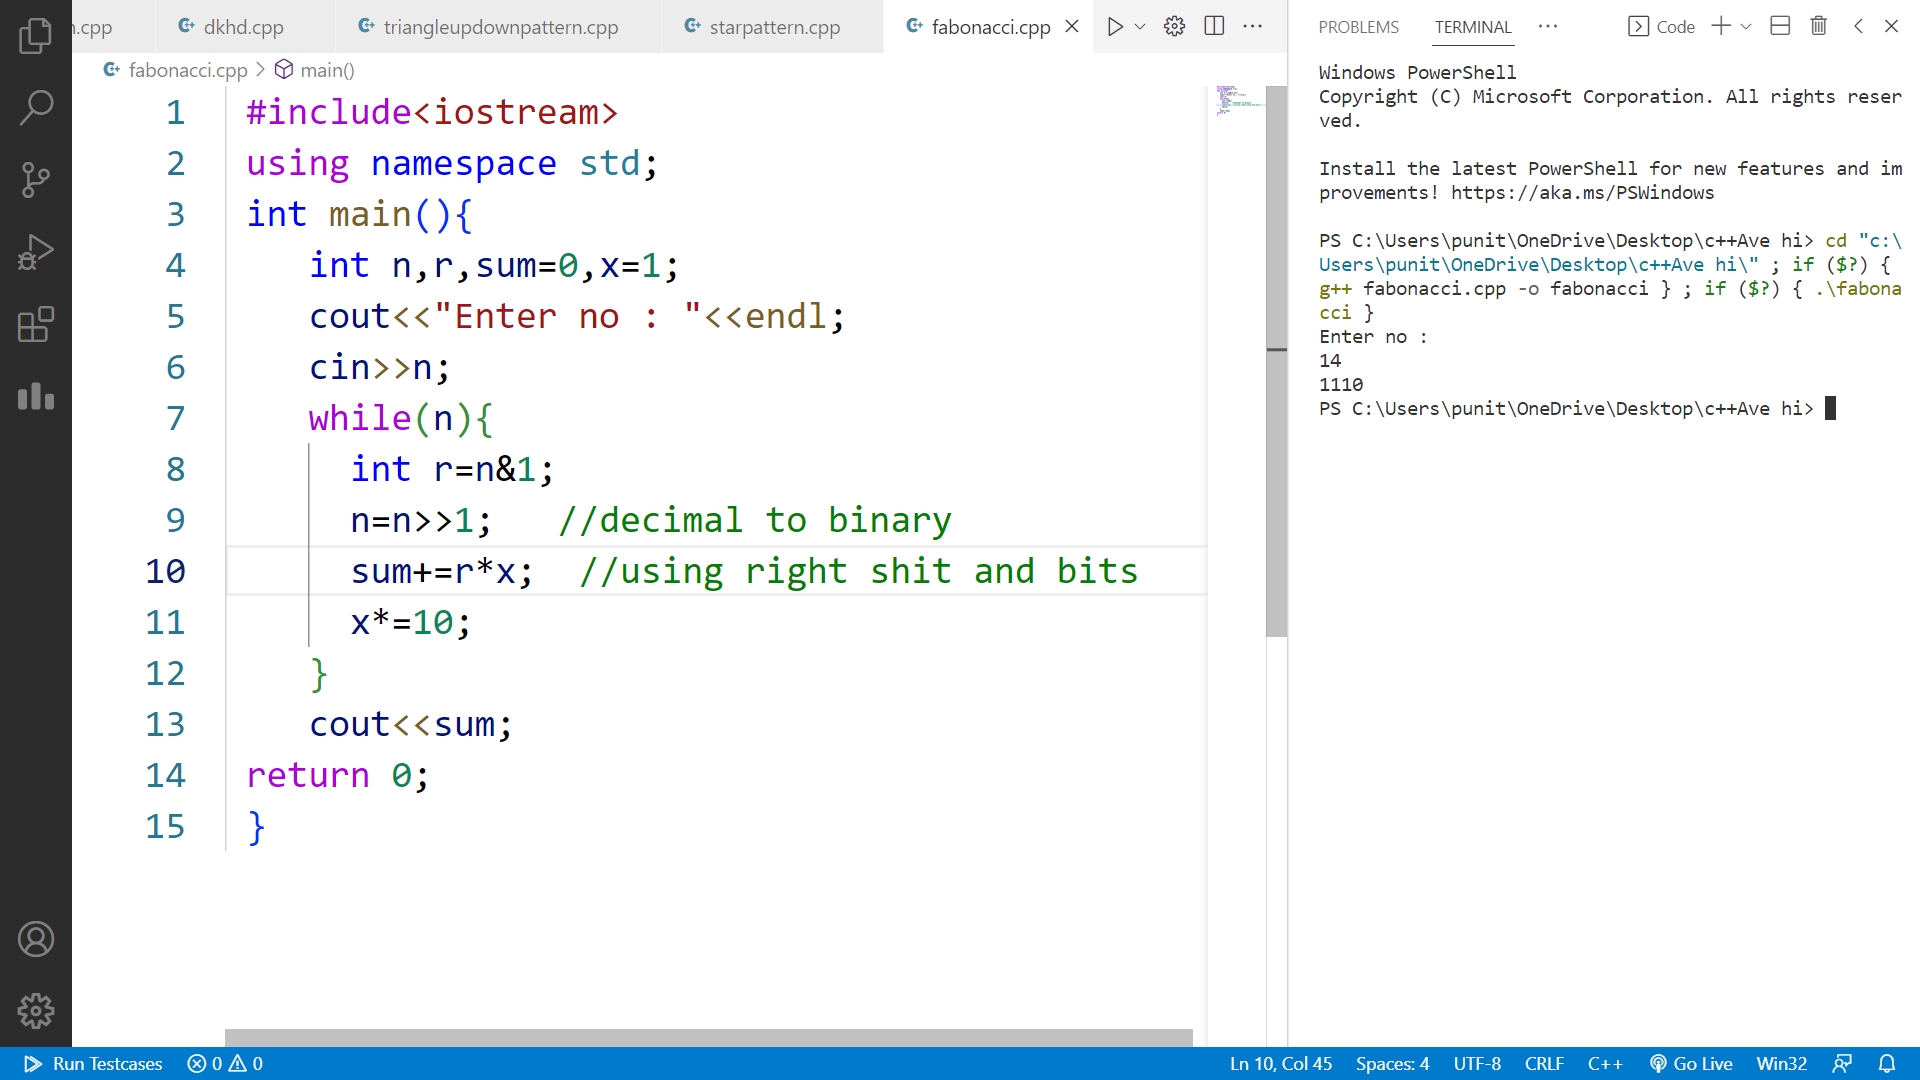 n.cpp
dkhd.cpp
triangleupdownpattern.cpp
starpattern.cpp
fabonacci.cpp
fabonacci.cpp > main()
1 #include<iostream>
2 using namespace std;
3 int main(){
4 int n,r,sum=0,x=1;
5 cout<<"Enter no : "<<endl;
6 cin>>n;
7 while(n){
8 int r=n&1;
9 n=n>>1; //decimal to binary
10 sum+=r*x; //using right shit and bits
11 x*=10;
12 }
13 cout<<sum;
14 return 0;
15 }
PROBLEMS TERMINAL ··· Code
Windows PowerShell
Copyright (C) Microsoft Corporation. All rights reser
ved.
Install the latest PowerShell for new features and im
provements! https://aka.ms/PSWindows
PS C:\Users\punit\OneDrive\Desktop\c++Ave hi> cd "c:\
Users\punit\OneDrive\Desktop\c++Ave hi\" ; if ($?) {
g++ fabonacci.cpp -o fabonacci } ; if ($?) { .\fabona
cci }
Enter no :
14
1110
PS C:\Users\punit\OneDrive\Desktop\c++Ave hi>
Run Testcases 0 0 Ln 10, Col 45 Spaces: 4 UTF-8 CRLF C++ Go Live Win32